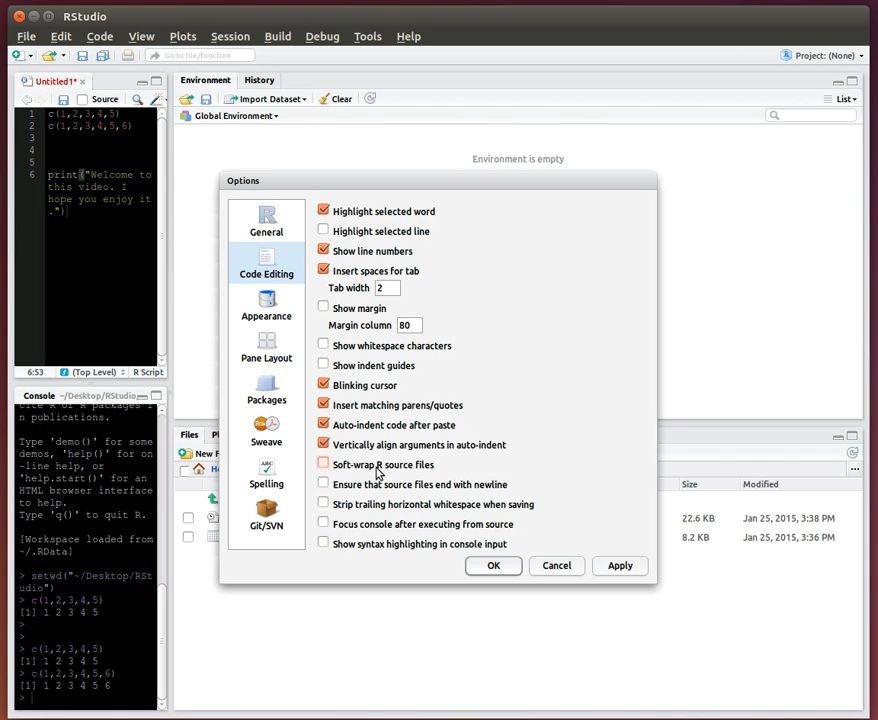 RStudio
File Edit Code View Plots Session Build Debug Tools Help
Go to file/function
Project: (None)
Untitled1*
Source
1 c(1,2,3,4,5)
2 c(1,2,3,4,5,6)
3
4
5
6 print("Welcome to
this video. I
hope you enjoy it
.")
6:53 (Top Level) R Script
Environment History
Import Dataset Clear
List
Global Environment
Environment is empty
Console ~/Desktop/RStudio
n publications.
Type 'demo()' for some
demos, 'help()' for on
-line help, or
'help.start()' for an
HTML browser interface
to help.
Type 'q()' to quit R.
[Workspace loaded from
~/.RData]
> setwd("~/Desktop/RSt
udio")
> c(1,2,3,4,5)
[1] 1 2 3 4 5
>
>
> c(1,2,3,4,5)
[1] 1 2 3 4 5
> c(1,2,3,4,5,6)
[1] 1 2 3 4 5 6
>
Files
Size Modified
22.6 KB Jan 25, 2015, 3:38 PM
8.2 KB Jan 25, 2015, 3:36 PM
Options
General
Code Editing
Appearance
Pane Layout
Packages
Sweave
ABC
Spelling
Git/SVN
Highlight selected word
Highlight selected line
Show line numbers
Insert spaces for tab
Tab width 2
Show margin
Margin column 80
Show whitespace characters
Show indent guides
Blinking cursor
Insert matching parens/quotes
Auto-indent code after paste
Vertically align arguments in auto-indent
Soft-wrap R source files
Ensure that source files end with newline
Strip trailing horizontal whitespace when saving
Focus console after executing from source
Show syntax highlighting in console input
OK Cancel Apply